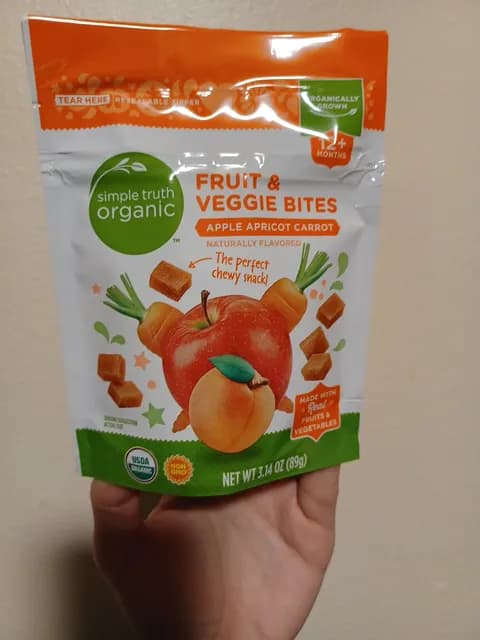 TEAR HERE RESEALABLE ZIPPER
ORGANICALLY
GROWN
12+
MONTHS
simple truth
organic
™
FRUIT &
VEGGIE BITES
APPLE APRICOT CARROT
NATURALLY FLAVORED
The perfect
chewy snack!
MADE WITH
Real
FRUITS &
VEGETABLES
USDA
ORGANIC
NON
GMO
NET WT 3.14 OZ (89g)